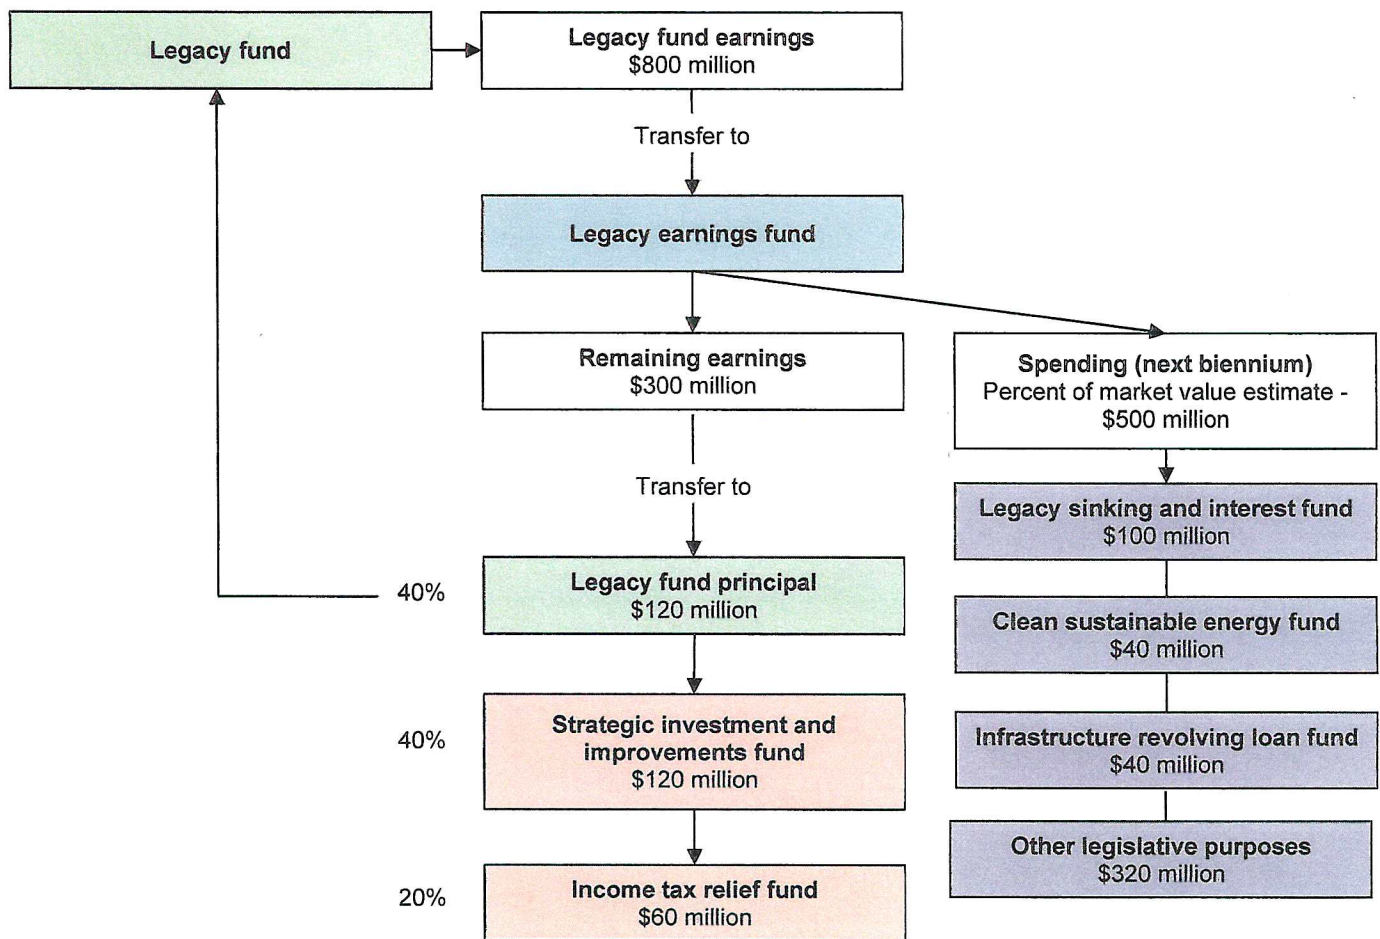 Legacy fund
Legacy fund earnings
$800 million
Transfer to
Legacy earnings fund
Remaining earnings
$300 million
Spending (next biennium)
Percent of market value estimate -
$500 million
Transfer to
Legacy sinking and interest fund
$100 million
40%
Legacy fund principal
$120 million
Clean sustainable energy fund
$40 million
40%
Strategic investment and
improvements fund
$120 million
Infrastructure revolving loan fund
$40 million
Other legislative purposes
$320 million
20%
Income tax relief fund
$60 million